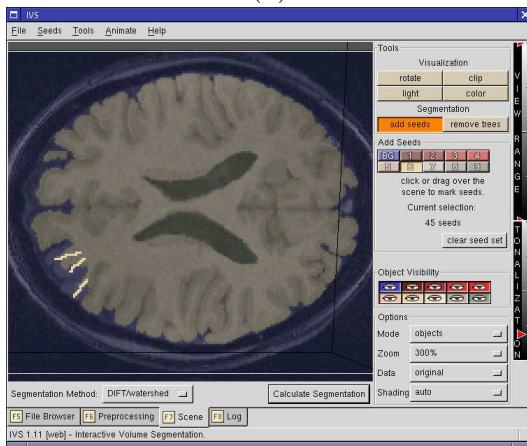 IVS
File Seeds Tools Animate Help
Tools
Visualization
rotate clip
light color
Segmentation
add seeds remove trees
Add Seeds
BG 1 2 3 4
5 6 7 8 9
click or drag over the
scene to mark seeds.
Current selection:
45 seeds
clear seed set
Object Visibility
Options
Mode objects
Zoom 300%
Data original
Shading auto
VIEW RANGE
TONALIZATION
Segmentation Method: DIFT/watershed Calculate Segmentation
F5 File Browser F6 Preprocessing F7 Scene F8 Log
IVS 1.11 [web] - Interactive Volume Segmentation.